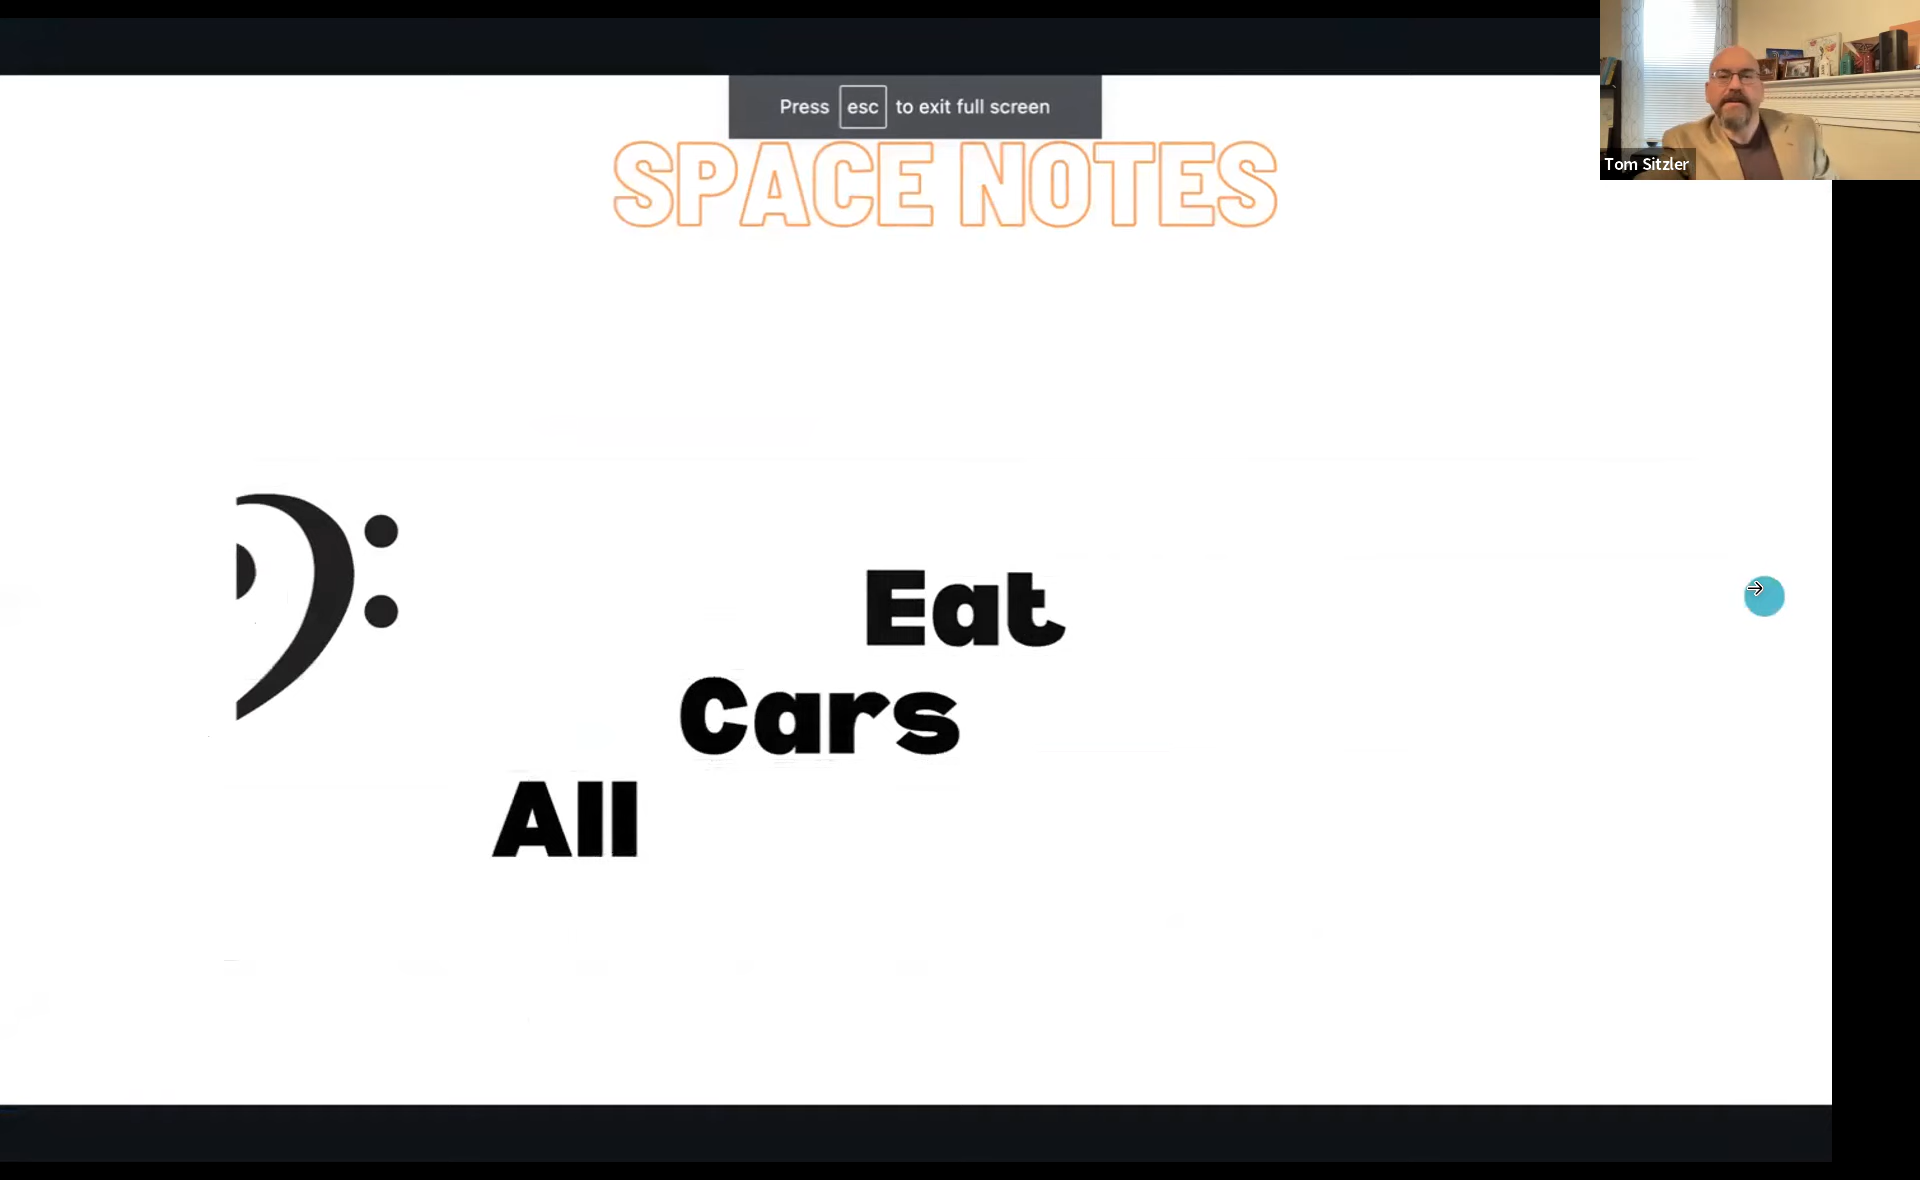 Press esc to exit full screen
Tom Sitzler
SPACE NOTES
Eat
Cars
All